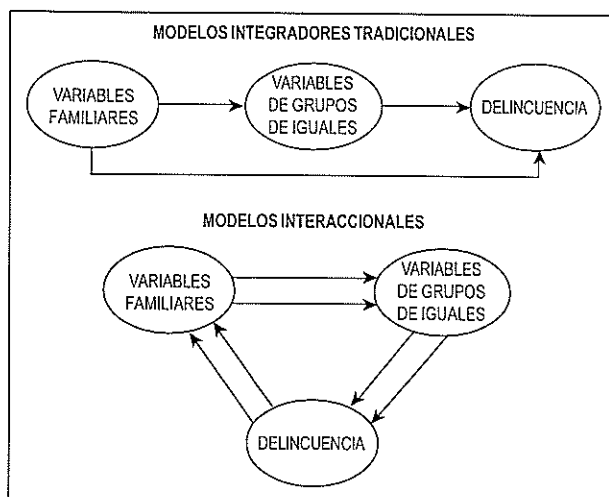 MODELOS INTEGRADORES TRADICIONALES
VARIABLES
FAMILIARES
VARIABLES
DE GRUPOS
DE IGUALES
DELINCUENCIA
MODELOS INTERACCIONALES
VARIABLES
FAMILIARES
VARIABLES
DE GRUPOS
DE IGUALES
DELINCUENCIA